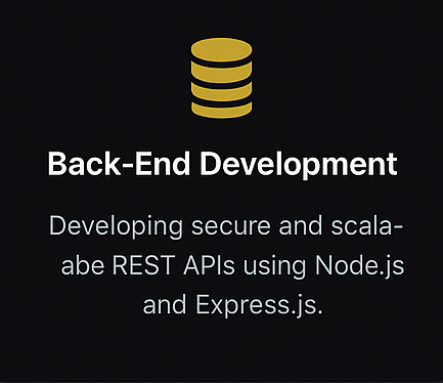 Back-End Development
Developing secure and scala-
abe REST APIs using Node.js
and Express.js.